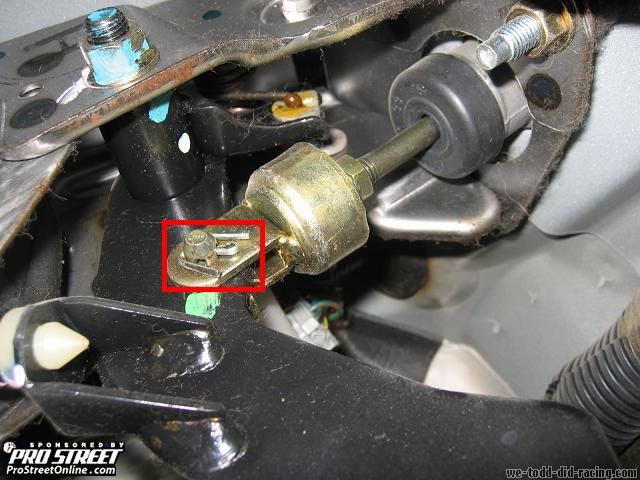 SPONSORED BY
PRO STREET
ProStreetOnline.com
we-todd-did-racing.com